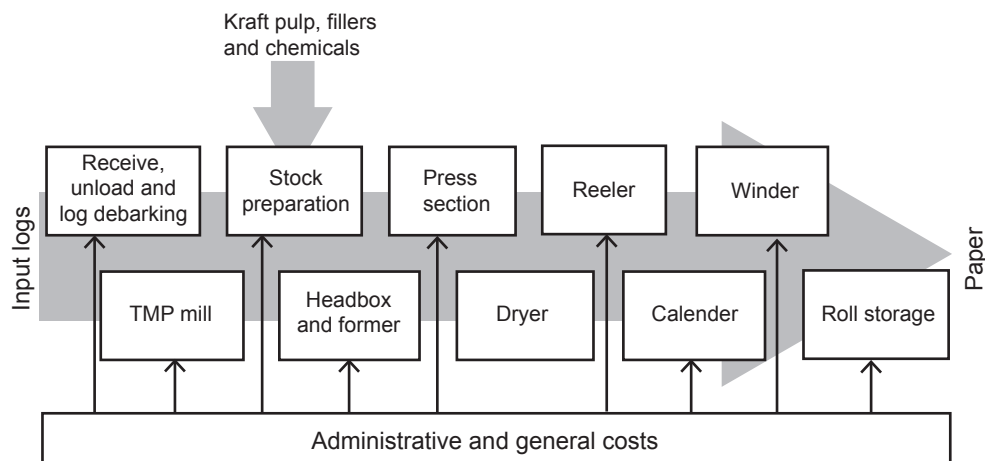 Kraft pulp, fillers
and chemicals
Receive,
unload and
log debarking
Stock
preparation
Press
section
Reeler
Winder
Input logs
Paper
TMP mill
Headbox
and former
Dryer
Calender
Roll storage
Administrative and general costs